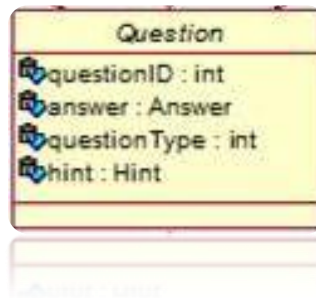 Question
questionID : int
answer : Answer
questionType : int
hint : Hint